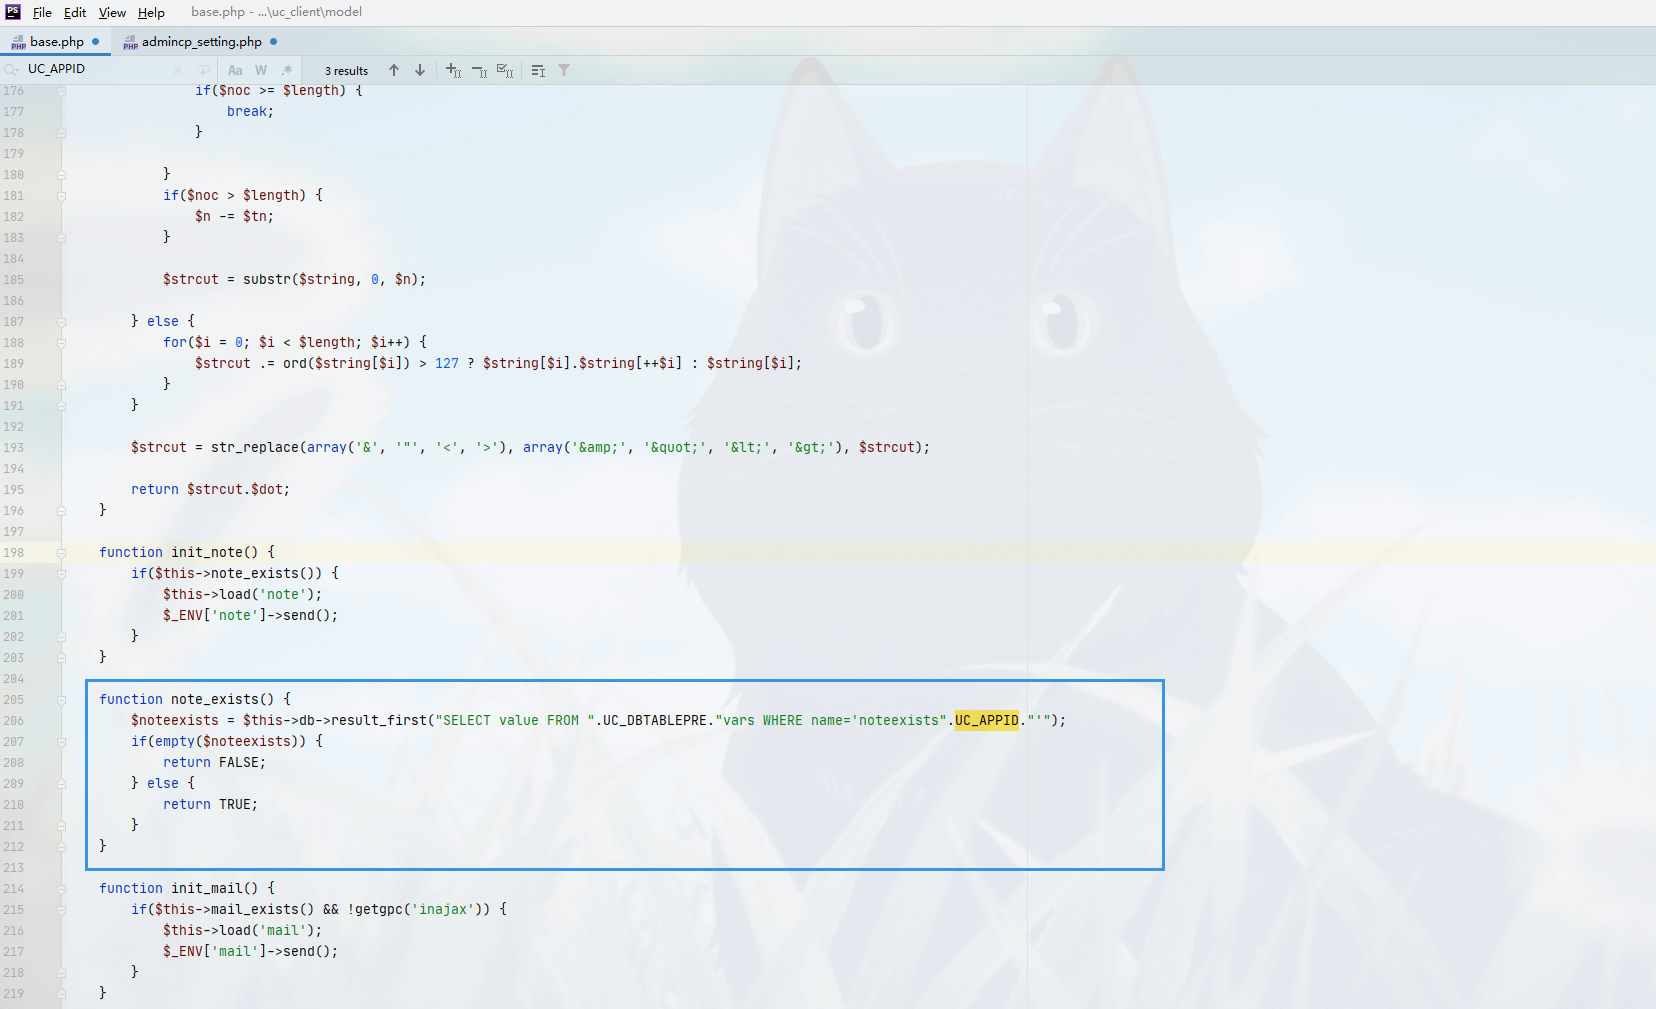 PS File Edit View Help base.php - ...\uc_client\model
PHP base.php PHP admincp_setting.php
UC_APPID Aa W .* 3 results
176 if($noc >= $length) {
177 break;
178 }
179
180 }
181 if($noc > $length) {
182 $n -= $tn;
183 }
184
185 $strcut = substr($string, 0, $n);
186
187 } else {
188 for($i = 0; $i < $length; $i++) {
189 $strcut .= ord($string[$i]) > 127 ? $string[$i].$string[++$i] : $string[$i];
190 }
191 }
192
193 $strcut = str_replace(array('&', '"', '<', '>'), array('&amp;', '&quot;', '&lt;', '&gt;'), $strcut);
194
195 return $strcut.$dot;
196 }
197
198 function init_note() {
199 if($this->note_exists()) {
200 $this->load('note');
201 $_ENV['note']->send();
202 }
203 }
204
205 function note_exists() {
206 $noteexists = $this->db->result_first("SELECT value FROM ".UC_DBTABLEPRE."vars WHERE name='noteexists".UC_APPID."'");
207 if(empty($noteexists)) {
208 return FALSE;
209 } else {
210 return TRUE;
211 }
212 }
213
214 function init_mail() {
215 if($this->mail_exists() && !getgpc('inajax')) {
216 $this->load('mail');
217 $_ENV['mail']->send();
218 }
219 }